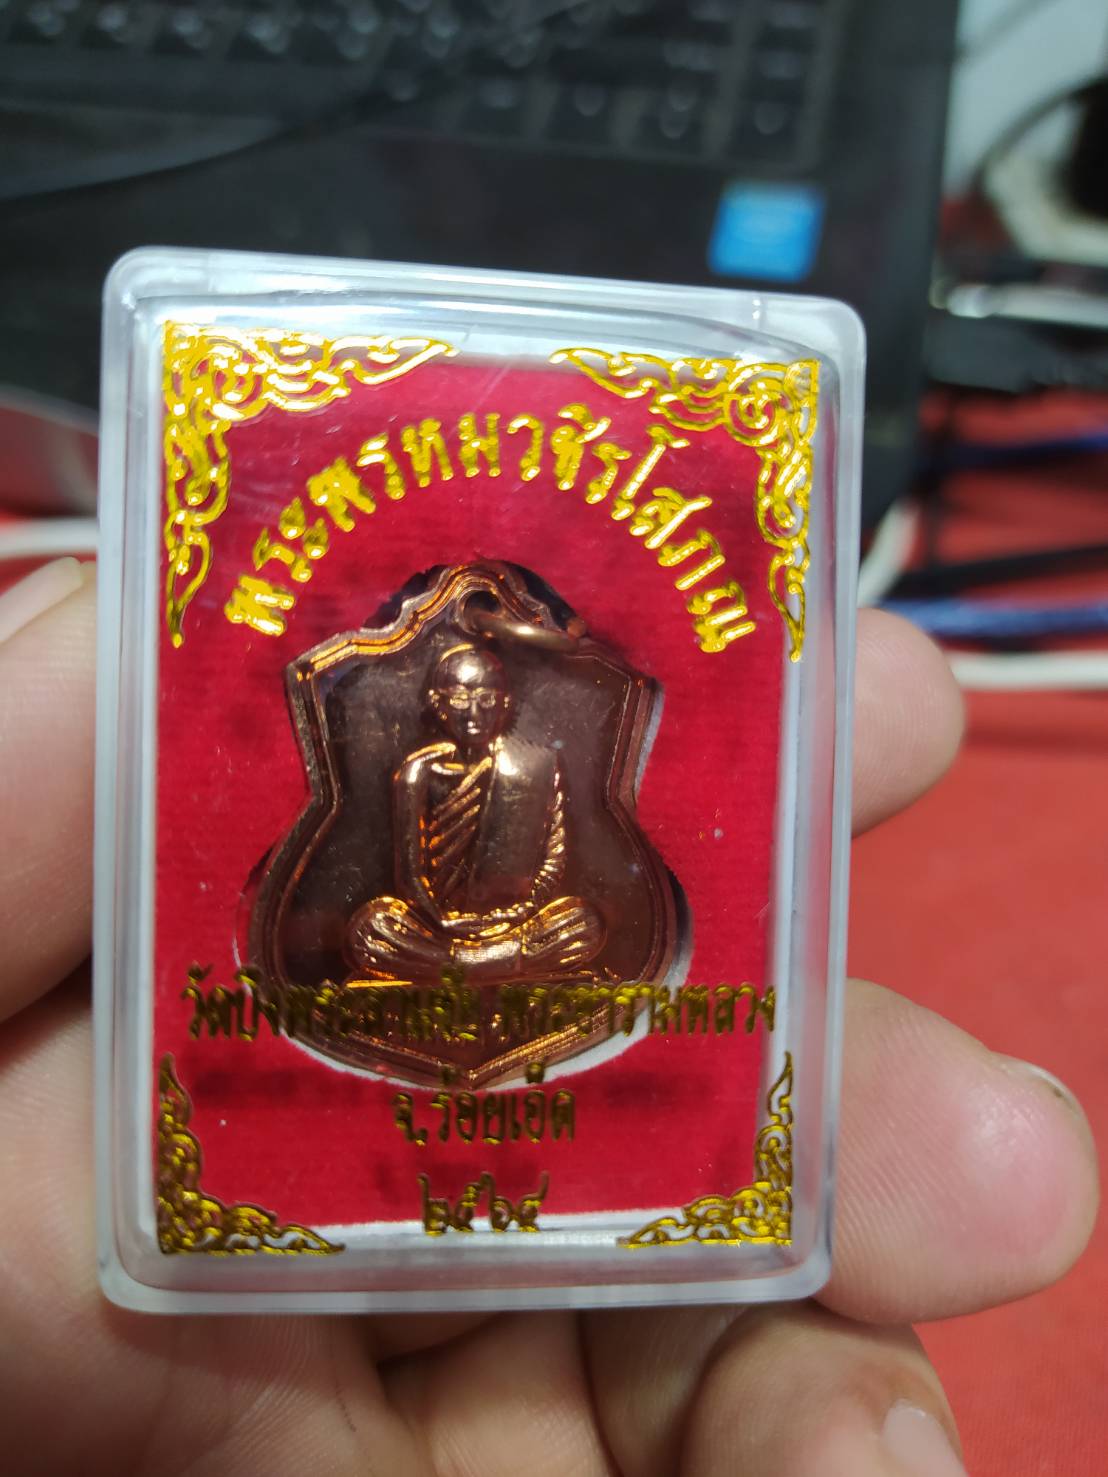 พระพรหมวชิรโสภณ
วัดบึงพระลานชัย พระอารามหลวง
จ.ร้อยเอ็ด
๒๕๖๔